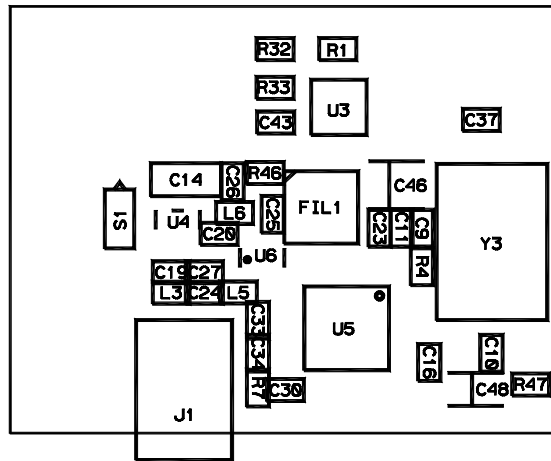 R32 R1
R33
U3
C43 C37
C14 C26 R46
C46
S1 U4 L6 C25 FIL1
C20 C23 C11 C9 Y3
U6 R4
C19 C27
L3 C24 L5
C33 U5
C34 C16 C10
R7 C30 C48 R47
J1